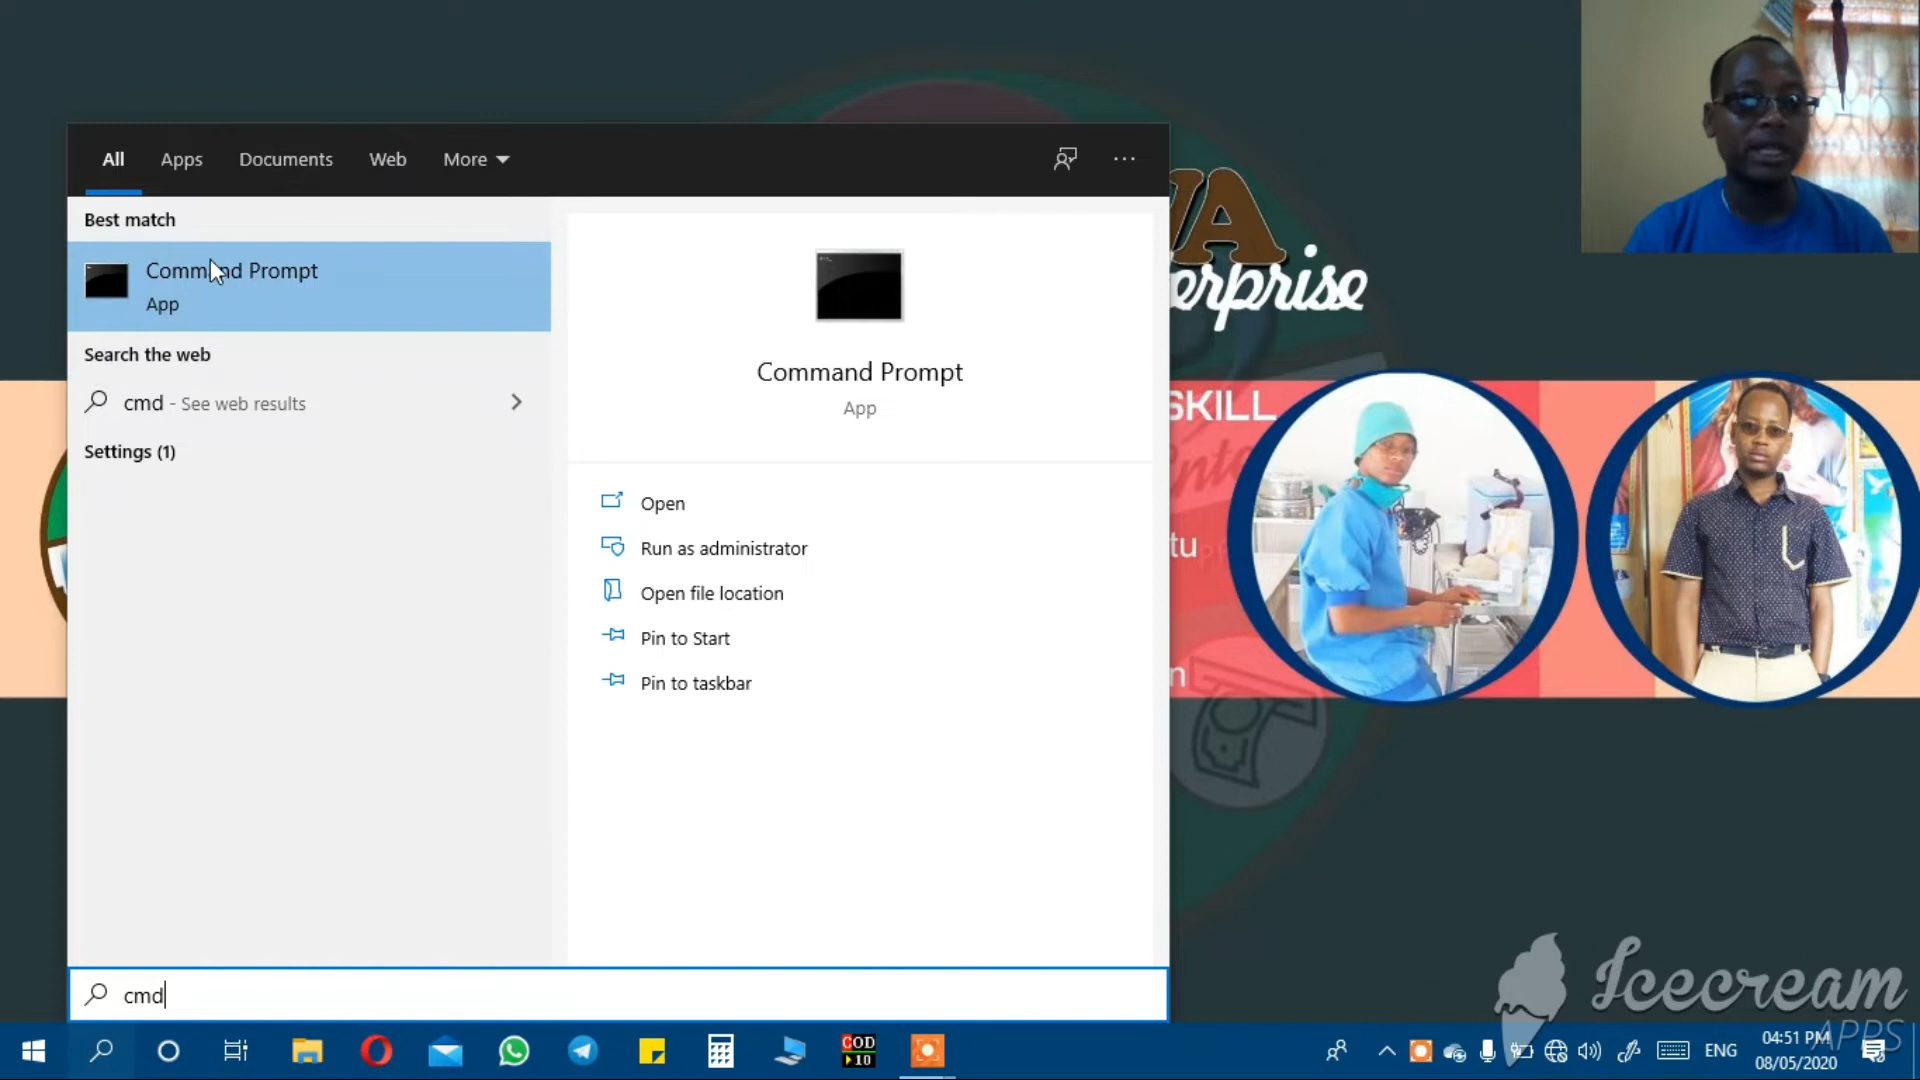 All Apps Documents Web More
Best match
Command Prompt
App
Search the web
cmd - See web results
Settings (1)
Command Prompt
App
Open
Run as administrator
Open file location
Pin to Start
Pin to taskbar
cmd
erprise
SKILL
tu
Icecream
APPS
COD
10
ENG
04:51 PM
08/05/2020